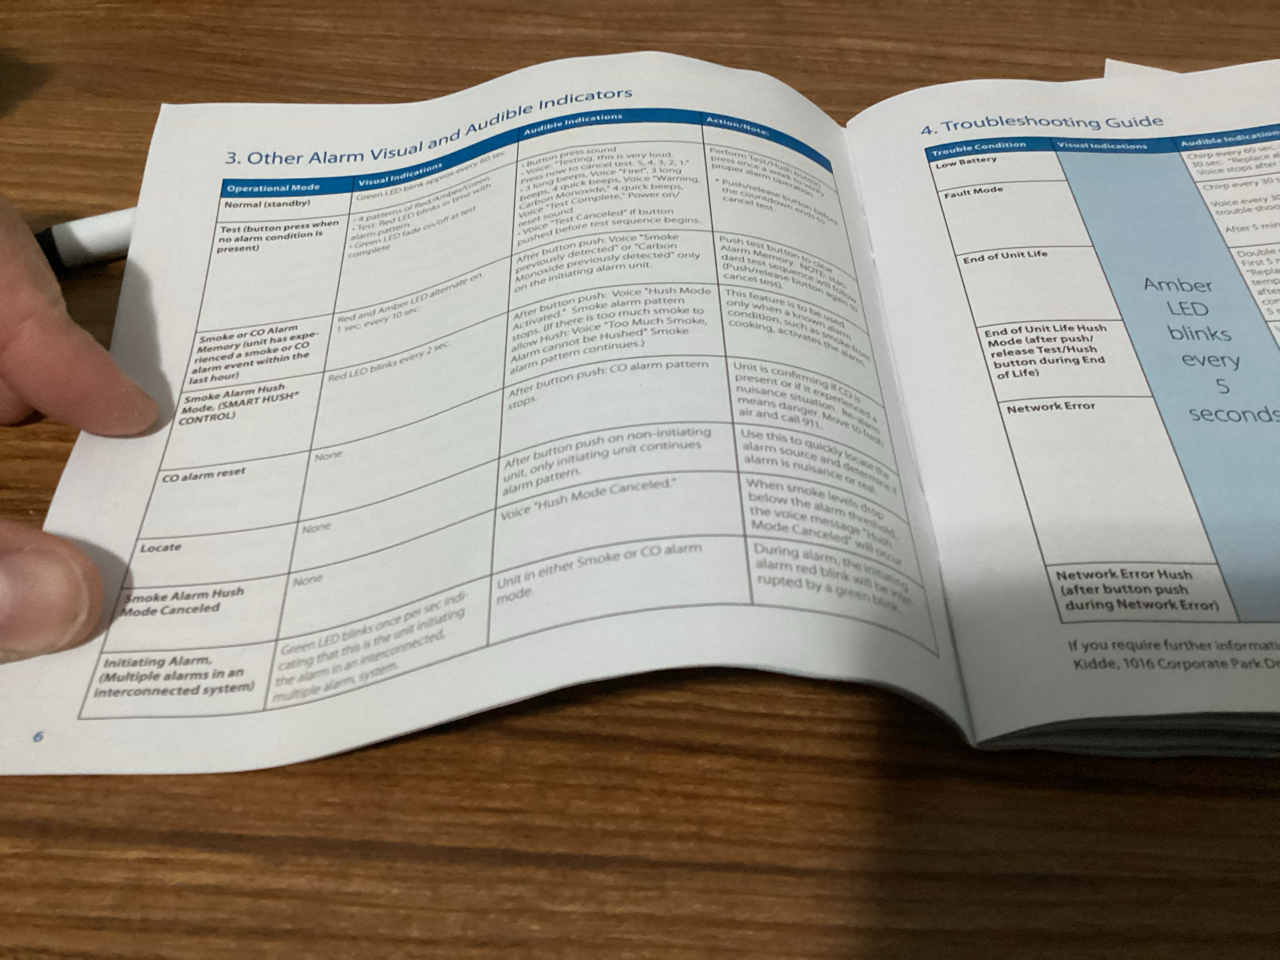 3. Other Alarm Visual and Audible Indicators
Operational Mode
Visual Indications
Audible Indications
Action/Note:
Normal (standby)
Green LED blink approx every 60 sec.
Test (button press when
no alarm condition is
present)
- 4 patterns of Red/Amber/Green
- Test: Red LED blinks in time with
alarm pattern
- Green LED fade on/off at test
complete
- Button press sound
- Voice "Testing, this is very loud.
Press now to cancel test. 5, 4, 3, 2, 1."
- 3 long beeps, Voice "Fire!", 3 long
beeps, 4 quick beeps, Voice "Warning,
Carbon Monoxide," 4 quick beeps,
Voice "Test Complete," Power on/
reset sound.
- Voice "Test Canceled" if button
pushed before test sequence begins.
Perform Test/Hush button
press once a week to verify
proper alarm operation.
* Push/release button before
the countdown ends to
cancel test.
Smoke or CO Alarm
Memory (unit has expe-
rienced a smoke or CO
alarm event within the
last hour)
Red and Amber LED alternate on
1 sec, every 10 sec.
After button push: Voice "Smoke
previously detected" or "Carbon
Monoxide previously detected" only
on the initiating alarm unit.
Push test button to clear
Alarm Memory. NOTE: Stan-
dard test sequence will follow
(Push/release button again to
cancel test).
Smoke Alarm Hush
Mode, (SMART HUSH®
CONTROL)
Red LED blinks every 2 sec.
After button push: Voice "Hush Mode
Activated." Smoke alarm pattern
stops. (If there is too much smoke to
allow Hush: Voice "Too Much Smoke,
Alarm cannot be Hushed" Smoke
alarm pattern continues.)
This feature is to be used
only when a known alarm
condition, such as smoke from
cooking, activates the alarm.
CO alarm reset
None
After button push: CO alarm pattern
stops.
Unit is confirming if CO is
present or if it experienced a
nuisance situation. Re-alarm
means danger. Move to fresh
air and call 911.
Locate
None
After button push on non-initiating
unit, only initiating unit continues
alarm pattern.
Use this to quickly locate the
alarm source and determine if
alarm is nuisance or real.
Smoke Alarm Hush
Mode Canceled
None
Voice "Hush Mode Canceled."
When smoke levels drop
below the alarm threshold,
the voice message "Hush
Mode Canceled" will occur
Initiating Alarm,
(Multiple alarms in an
interconnected system)
Green LED blinks once per sec indi-
cating that this is the unit initiating
the alarm in an interconnected,
multiple alarm, system.
Unit in either Smoke or CO alarm
mode.
During alarm, the initiating
alarm red blink will be inter-
rupted by a green blink.
6
4. Troubleshooting Guide
Trouble Condition
Visual Indications
Audible Indication
Low Battery
Chirp every 60 sec.
30 sec. "Replace
Voice stops after
Fault Mode
Chirp every 30 s
Voice every 30
trouble shoo
After 5 min
End of Unit Life
Double
First 5 m
"Repla
temp
after
con
5
End of Unit Life Hush
Mode (after push/
release Test/Hush
button during End
of Life)
Network Error
Network Error Hush
(after button push
during Network Error)
Amber
LED
blinks
every
5
seconds
If you require further informati
Kidde, 1016 Corporate Park Dr